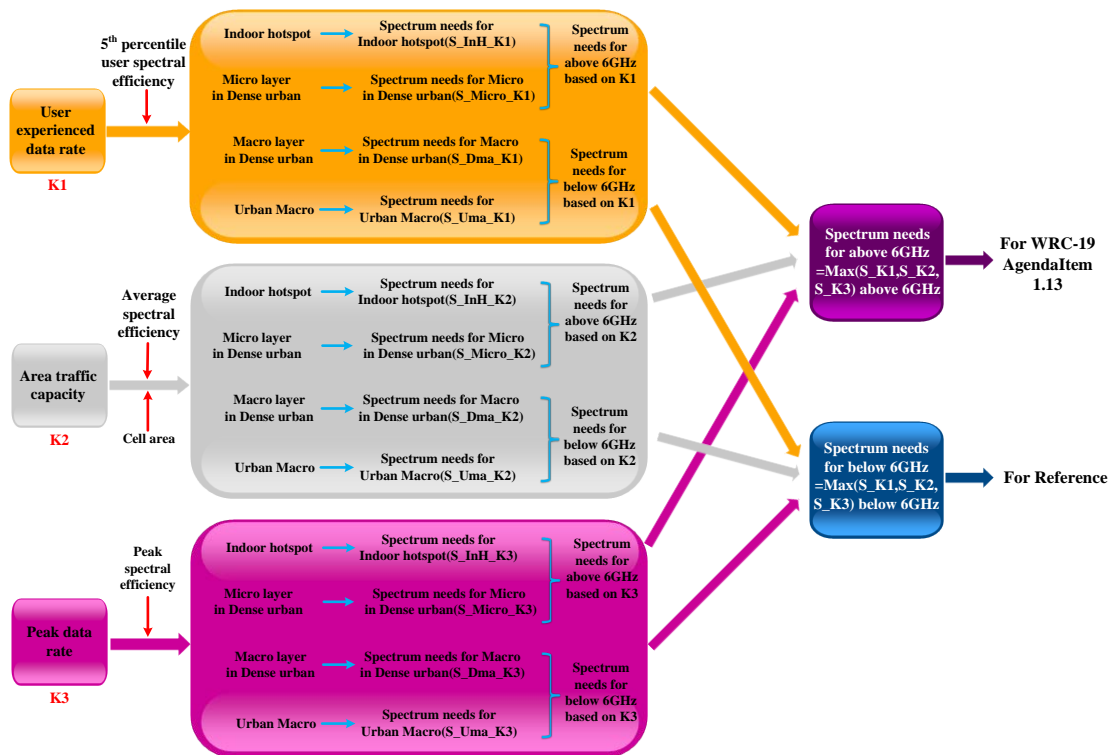 5th percentile
user spectral
efficiency
User
experienced
data rate
K1
Indoor hotspot
Spectrum needs for
Indoor hotspot(S_InH_K1)
Micro layer
in Dense urban
Spectrum needs for Micro
in Dense urban(S_Micro_K1)
Spectrum
needs for
above 6GHz
based on K1
Macro layer
in Dense urban
Spectrum needs for Macro
in Dense urban(S_Dma_K1)
Urban Macro
Spectrum needs for
Urban Macro(S_Uma_K1)
Spectrum
needs for
below 6GHz
based on K1
Average
spectral
efficiency
Area traffic
capacity
K2
Cell area
Indoor hotspot
Spectrum needs for
Indoor hotspot(S_InH_K2)
Micro layer
in Dense urban
Spectrum needs for Micro
in Dense urban(S_Micro_K2)
Spectrum
needs for
above 6GHz
based on K2
Macro layer
in Dense urban
Spectrum needs for Macro
in Dense urban(S_Dma_K2)
Urban Macro
Spectrum needs for
Urban Macro(S_Uma_K2)
Spectrum
needs for
below 6GHz
based on K2
Peak
spectral
efficiency
Peak data
rate
K3
Indoor hotspot
Spectrum needs for
Indoor hotspot(S_InH_K3)
Micro layer
in Dense urban
Spectrum needs for Micro
in Dense urban(S_Micro_K3)
Spectrum
needs for
above 6GHz
based on K3
Macro layer
in Dense urban
Spectrum needs for Macro
in Dense urban(S_Dma_K3)
Urban Macro
Spectrum needs for
Urban Macro(S_Uma_K3)
Spectrum
needs for
below 6GHz
based on K3
Spectrum needs
for above 6GHz
=Max(S_K1,S_K2,
S_K3) above 6GHz
For WRC-19
AgendaItem
1.13
Spectrum needs
for below 6GHz
=Max(S_K1,S_K2,
S_K3) below 6GHz
For Reference